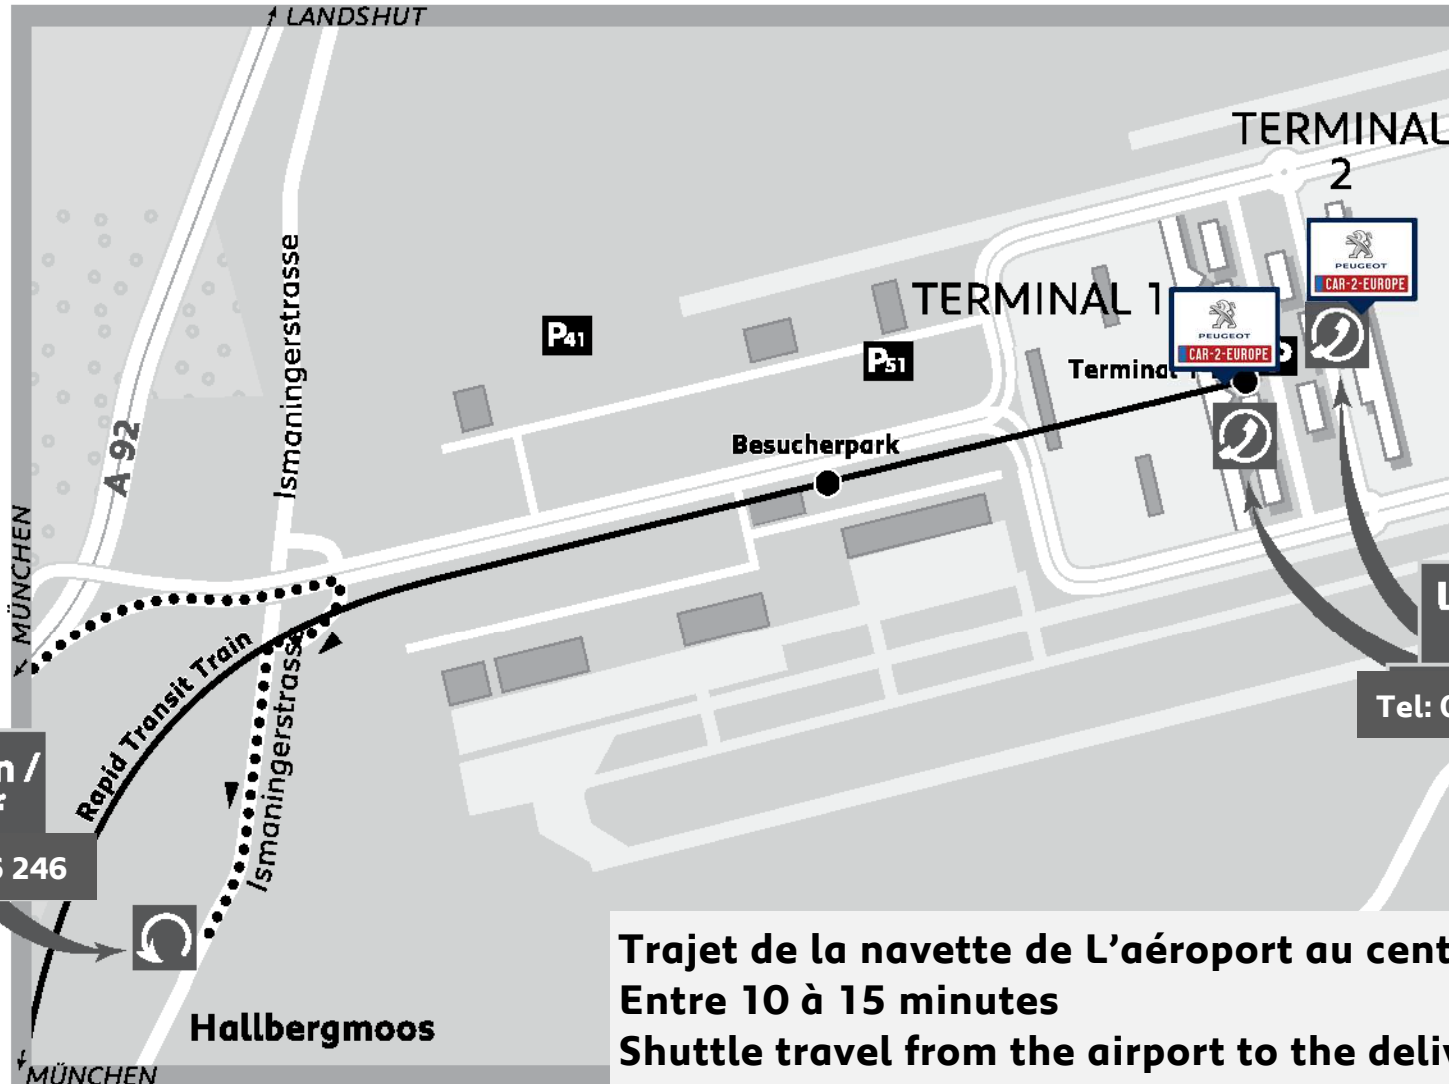 LANDSHUT
TERMINAL
2
PEUGEOT
CAR-2-EUROPE
TERMINAL 1
PEUGEOT
CAR-2-EUROPE
Ismaningerstrasse
P41
P51
Terminal
Besucherpark
A 92
MÜNCHEN
Rapid Transit Train
Ismaningerstrasse
Tel: 0
n /
246
Hallbergmoos
MÜNCHEN
Trajet de la navette de L'aéroport au cent
Entre 10 à 15 minutes
Shuttle travel from the airport to the deliv